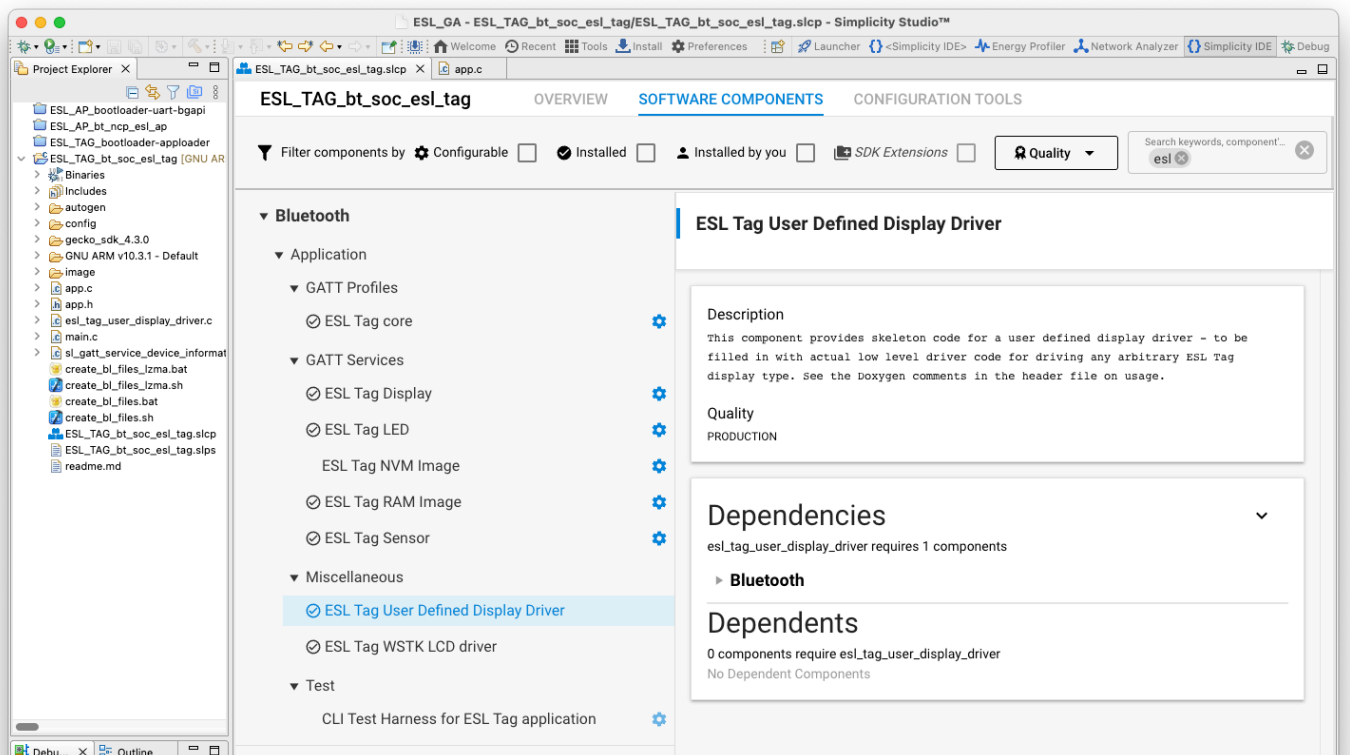 ESL_GA - ESL_TAG_bt_soc_esl_tag/ESL_TAG_bt_soc_esl_tag.slcp - Simplicity Studio™
Welcome Recent Tools Install Preferences Launcher <Simplicity IDE> Energy Profiler Network Analyzer Simplicity IDE Debug
Project Explorer
ESL_TAG_bt_soc_esl_tag.slcp
app.c
ESL_AP_bootloader-uart-bgapi
ESL_AP_bt_ncp_esl_ap
ESL_TAG_bootloader-apploader
ESL_TAG_bt_soc_esl_tag [GNU AR
Binaries
Includes
autogen
config
gecko_sdk_4.3.0
GNU ARM v10.3.1 - Default
image
app.c
app.h
esl_tag_user_display_driver.c
main.c
sl_gatt_service_device_informat
create_bl_files_lzma.bat
create_bl_files_lzma.sh
create_bl_files.bat
create_bl_files.sh
ESL_TAG_bt_soc_esl_tag.slcp
ESL_TAG_bt_soc_esl_tag.slps
readme.md
Debu...
Outline
ESL_TAG_bt_soc_esl_tag
OVERVIEW
SOFTWARE COMPONENTS
CONFIGURATION TOOLS
Filter components by Configurable Installed Installed by you SDK Extensions Quality
Search keywords, component'...
esl
Bluetooth
Application
GATT Profiles
ESL Tag core
GATT Services
ESL Tag Display
ESL Tag LED
ESL Tag NVM Image
ESL Tag RAM Image
ESL Tag Sensor
Miscellaneous
ESL Tag User Defined Display Driver
ESL Tag WSTK LCD driver
Test
CLI Test Harness for ESL Tag application
ESL Tag User Defined Display Driver
Description
This component provides skeleton code for a user defined display driver - to be
filled in with actual low level driver code for driving any arbitrary ESL Tag
display type. See the Doxygen comments in the header file on usage.
Quality
PRODUCTION
Dependencies
esl_tag_user_display_driver requires 1 components
Bluetooth
Dependents
0 components require esl_tag_user_display_driver
No Dependent Components